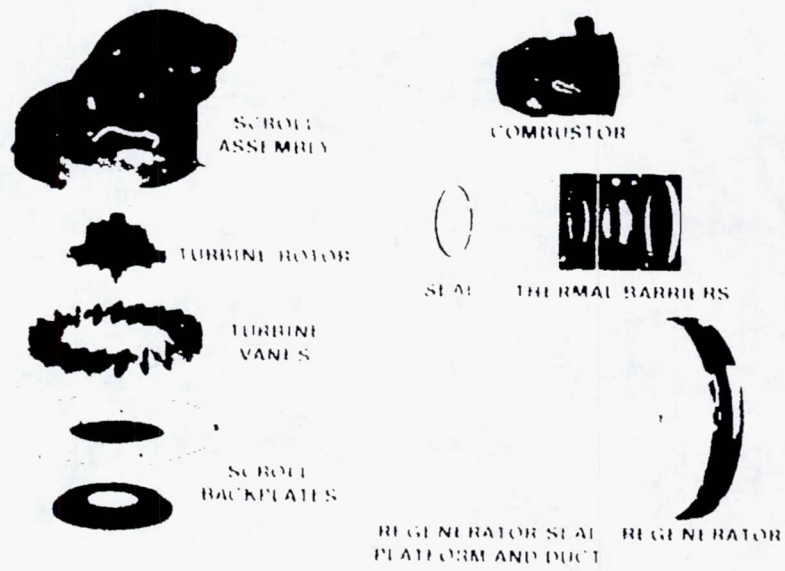 SCROLL
ASSEMBLY
TURBINE ROTOR
TURBINE
VANES
SCROLL
BACKPLATES
COMBUSTOR
SEAL
THERMAL BARRIERS
REGENERATOR SEAL
PLATFORM AND DUCT
REGENERATOR